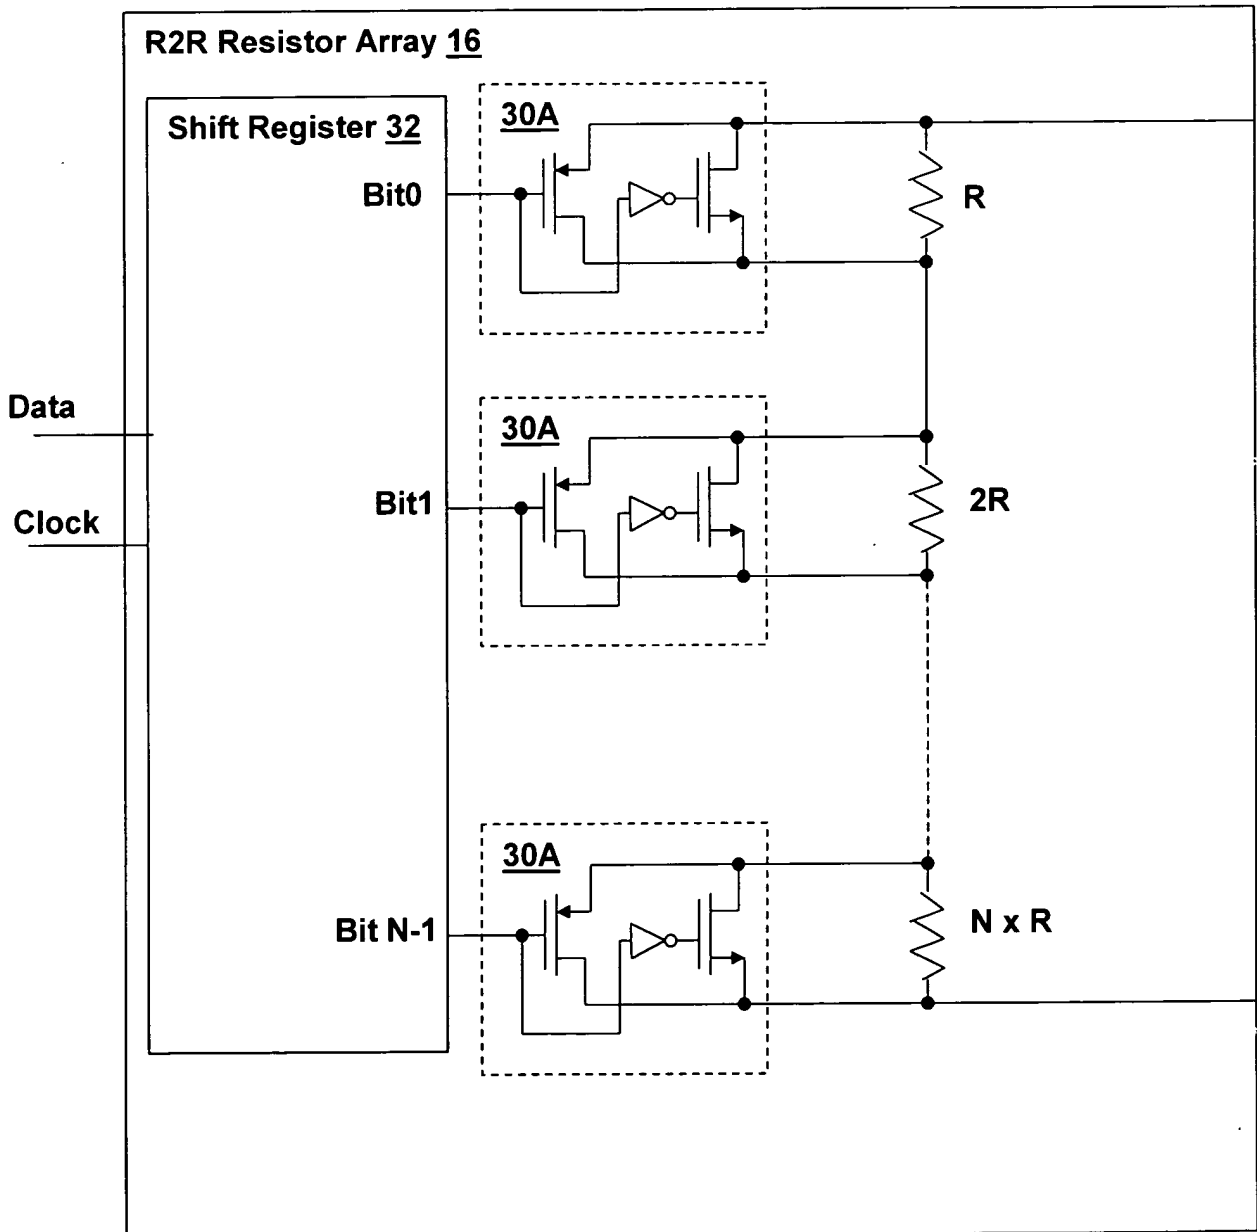 R2R Resistor Array 16
Shift Register 32
30A
Bit0
R
Data
30A
Bit1
2R
Clock
30A
Bit N-1
N x R